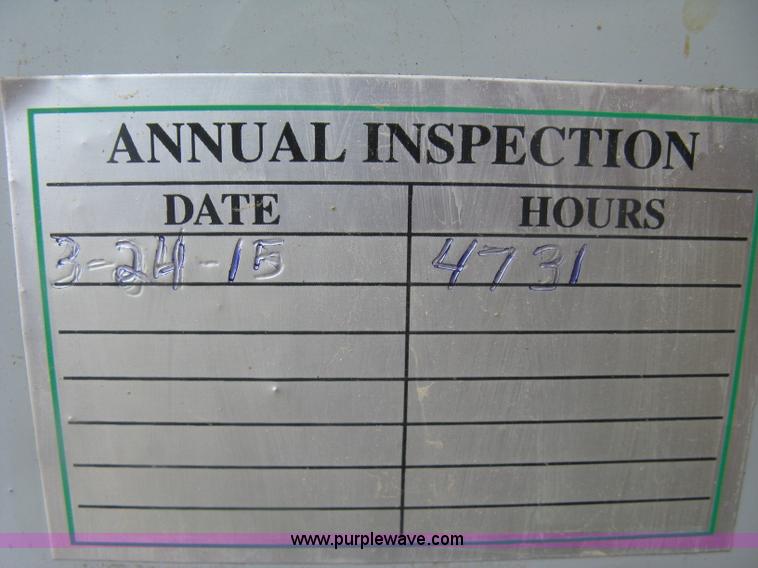 ANNUAL INSPECTION
DATE HOURS
3-24-15 4731
www.purplewave.com